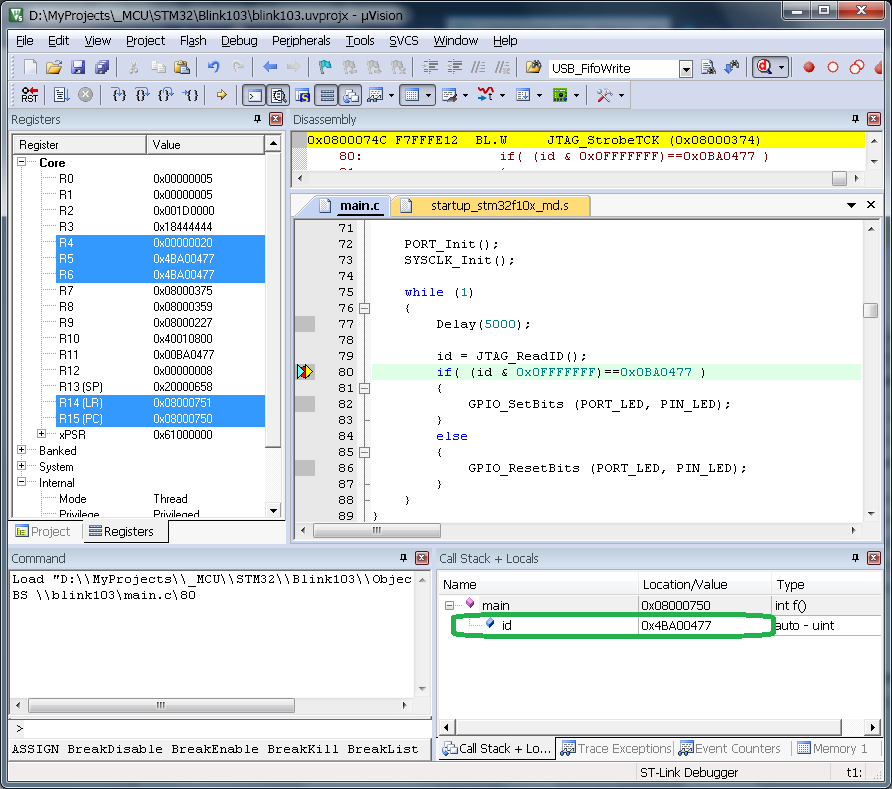 D:\MyProjects\_MCU\STM32\Blink103\blink103.uvprojx - µVision
File Edit View Project Flash Debug Peripherals Tools SVCS Window Help
USB_FifoWrite
RST
Registers
Register Value
Core
R0 0x00000005
R1 0x00000005
R2 0x001D0000
R3 0x18444444
R4 0x00000020
R5 0x4BA00477
R6 0x4BA00477
R7 0x08000375
R8 0x08000359
R9 0x08000227
R10 0x40010800
R11 0x00BA0477
R12 0x00000008
R13 (SP) 0x20000658
R14 (LR) 0x08000751
R15 (PC) 0x08000750
xPSR 0x61000000
Banked
System
Internal
Mode Thread
Privilege Privileged
Project Registers
Disassembly
0x0800074C F7FFFE12 BL.W JTAG_StrobeTCK (0x08000374)
80: if( (id & 0x0FFFFFFF)==0x0BA0477 )
main.c startup_stm32f10x_md.s
71
72 PORT_Init();
73 SYSCLK_Init();
74
75 while (1)
76 {
77 Delay(5000);
78
79 id = JTAG_ReadID();
80 if( (id & 0x0FFFFFFF)==0x0BA0477 )
81 {
82 GPIO_SetBits (PORT_LED, PIN_LED);
83 }
84 else
85 {
86 GPIO_ResetBits (PORT_LED, PIN_LED);
87 }
88 }
89 }
Command
Load "D:\\MyProjects\\_MCU\\STM32\\Blink103\\Objec
BS \\blink103\main.c\80
>
ASSIGN BreakDisable BreakEnable BreakKill BreakList
Call Stack + Locals
Name Location/Value Type
main 0x08000750 int f()
id 0x4BA00477 auto - uint
Call Stack + Lo... Trace Exceptions Event Counters Memory 1
ST-Link Debugger t1: